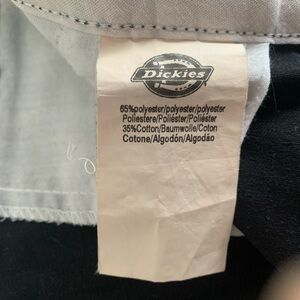 Dickies
65%polyester/polyester/polyester
Poliestere/Poliéster/Poliéster
35%Cotton/Baumwolle/Coton
Cotone/Algodón/Algodão